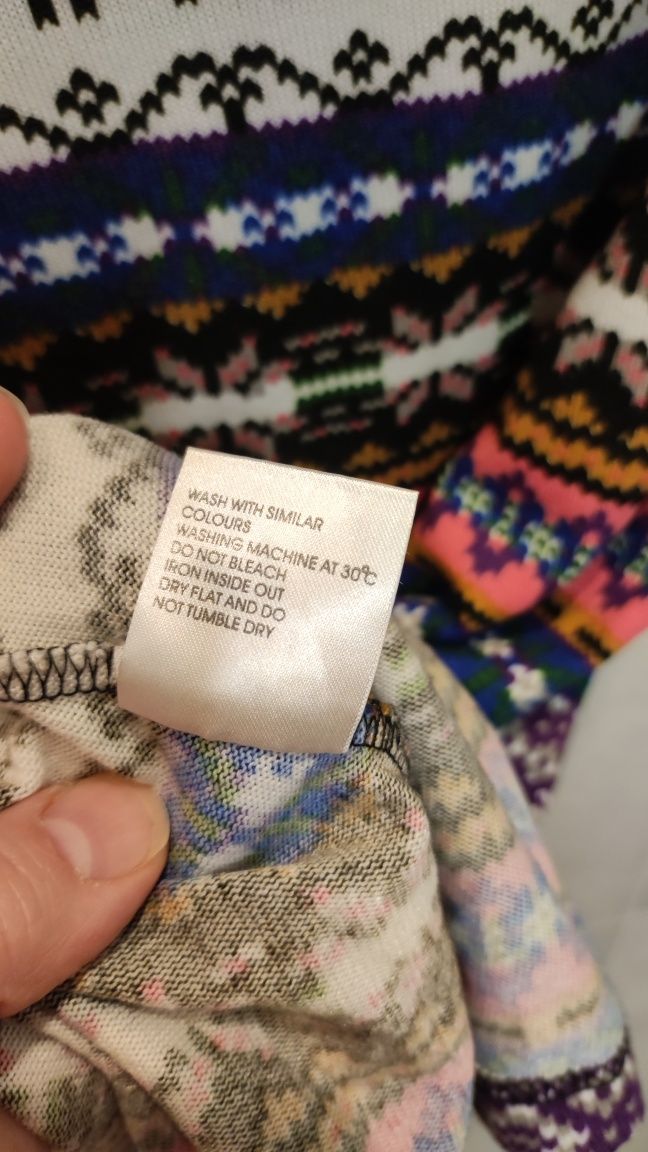 WASH WITH SIMILAR
COLOURS
WASHING MACHINE AT 30°C
DO NOT BLEACH
IRON INSIDE OUT
DRY FLAT AND DO
NOT TUMBLE DRY